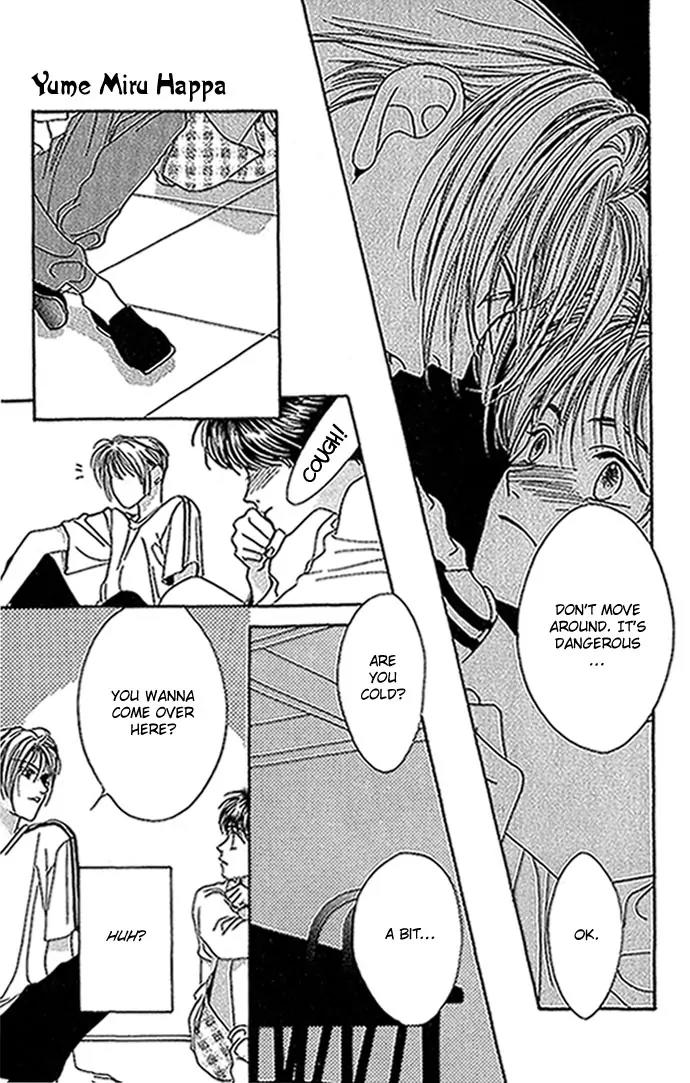 Yume Miru Happa
DON'T MOVE
AROUND. IT'S
DANGEROUS
...
OK.
COUGH!
ARE
YOU
COLD?
A BIT...
YOU WANNA
COME OVER
HERE?
HUH?